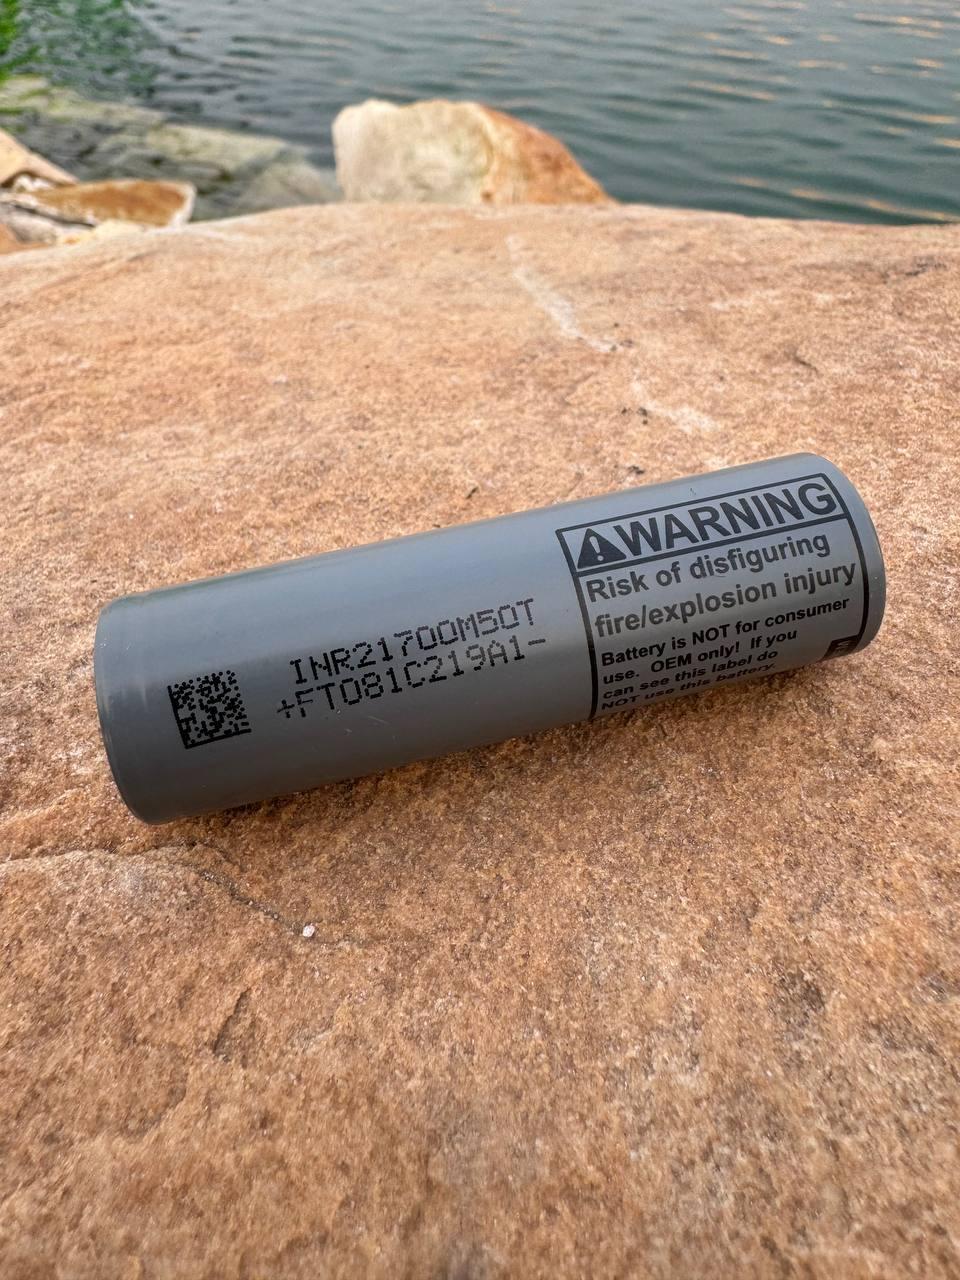 INR21700M50T
+FT081C219A1-
WARNING
Risk of disfiguring
fire/explosion injury
Battery is NOT for consumer
use. OEM only! If you
can see this label do
NOT use this battery.